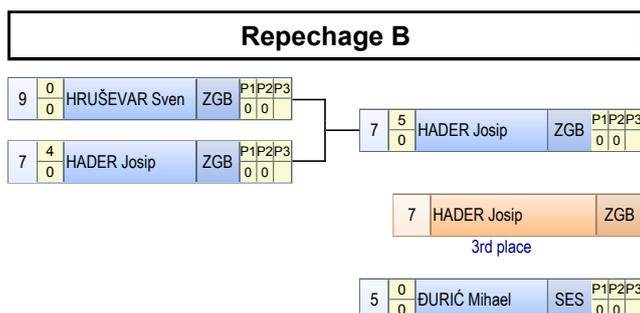 Repechage B
9 0 0 HRUŠEVAR Sven ZGB P1 P2 P3 0 0
7 4 0 HADER Josip ZGB P1 P2 P3 0 0
7 5 0 HADER Josip ZGB P1 P2 P3 0 0
7 HADER Josip ZGB
3rd place
5 0 0 ĐURIĆ Mihael SES P1 P2 P3 0 0